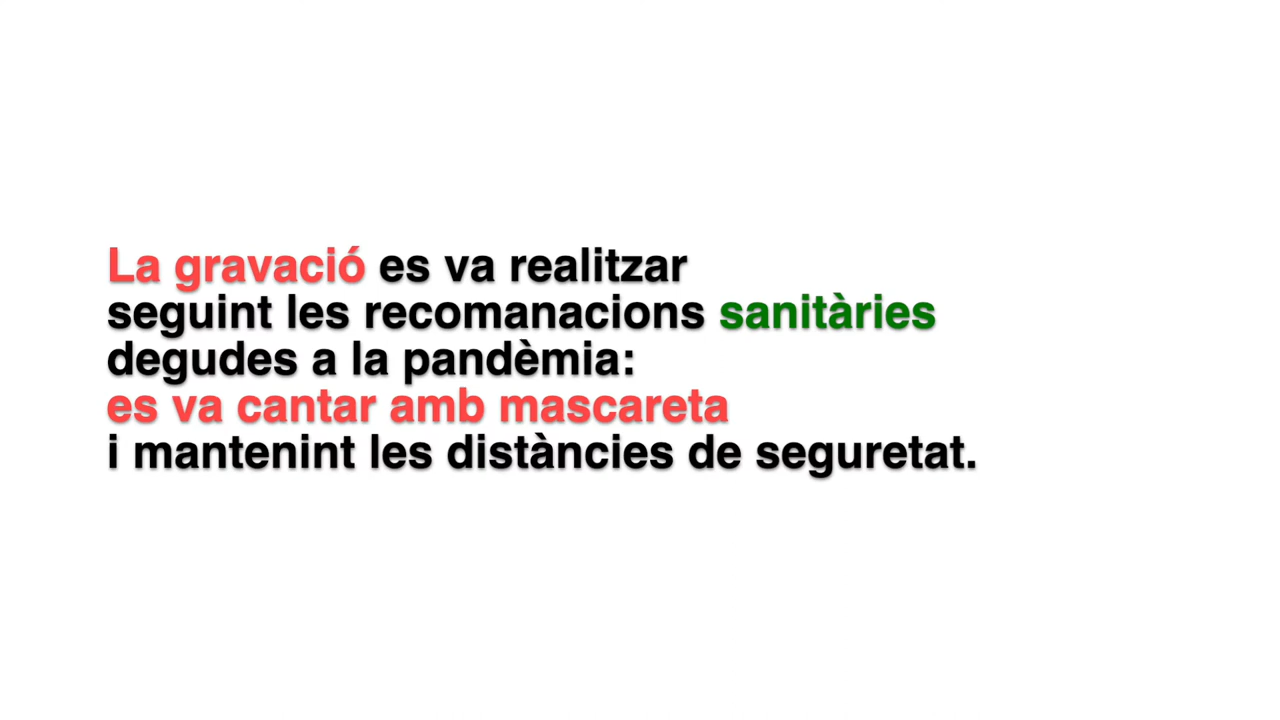 La gravació es va realitzar
seguint les recomanacions sanitàries
degudes a la pandèmia:
es va cantar amb mascareta
i mantenint les distàncies de seguretat.